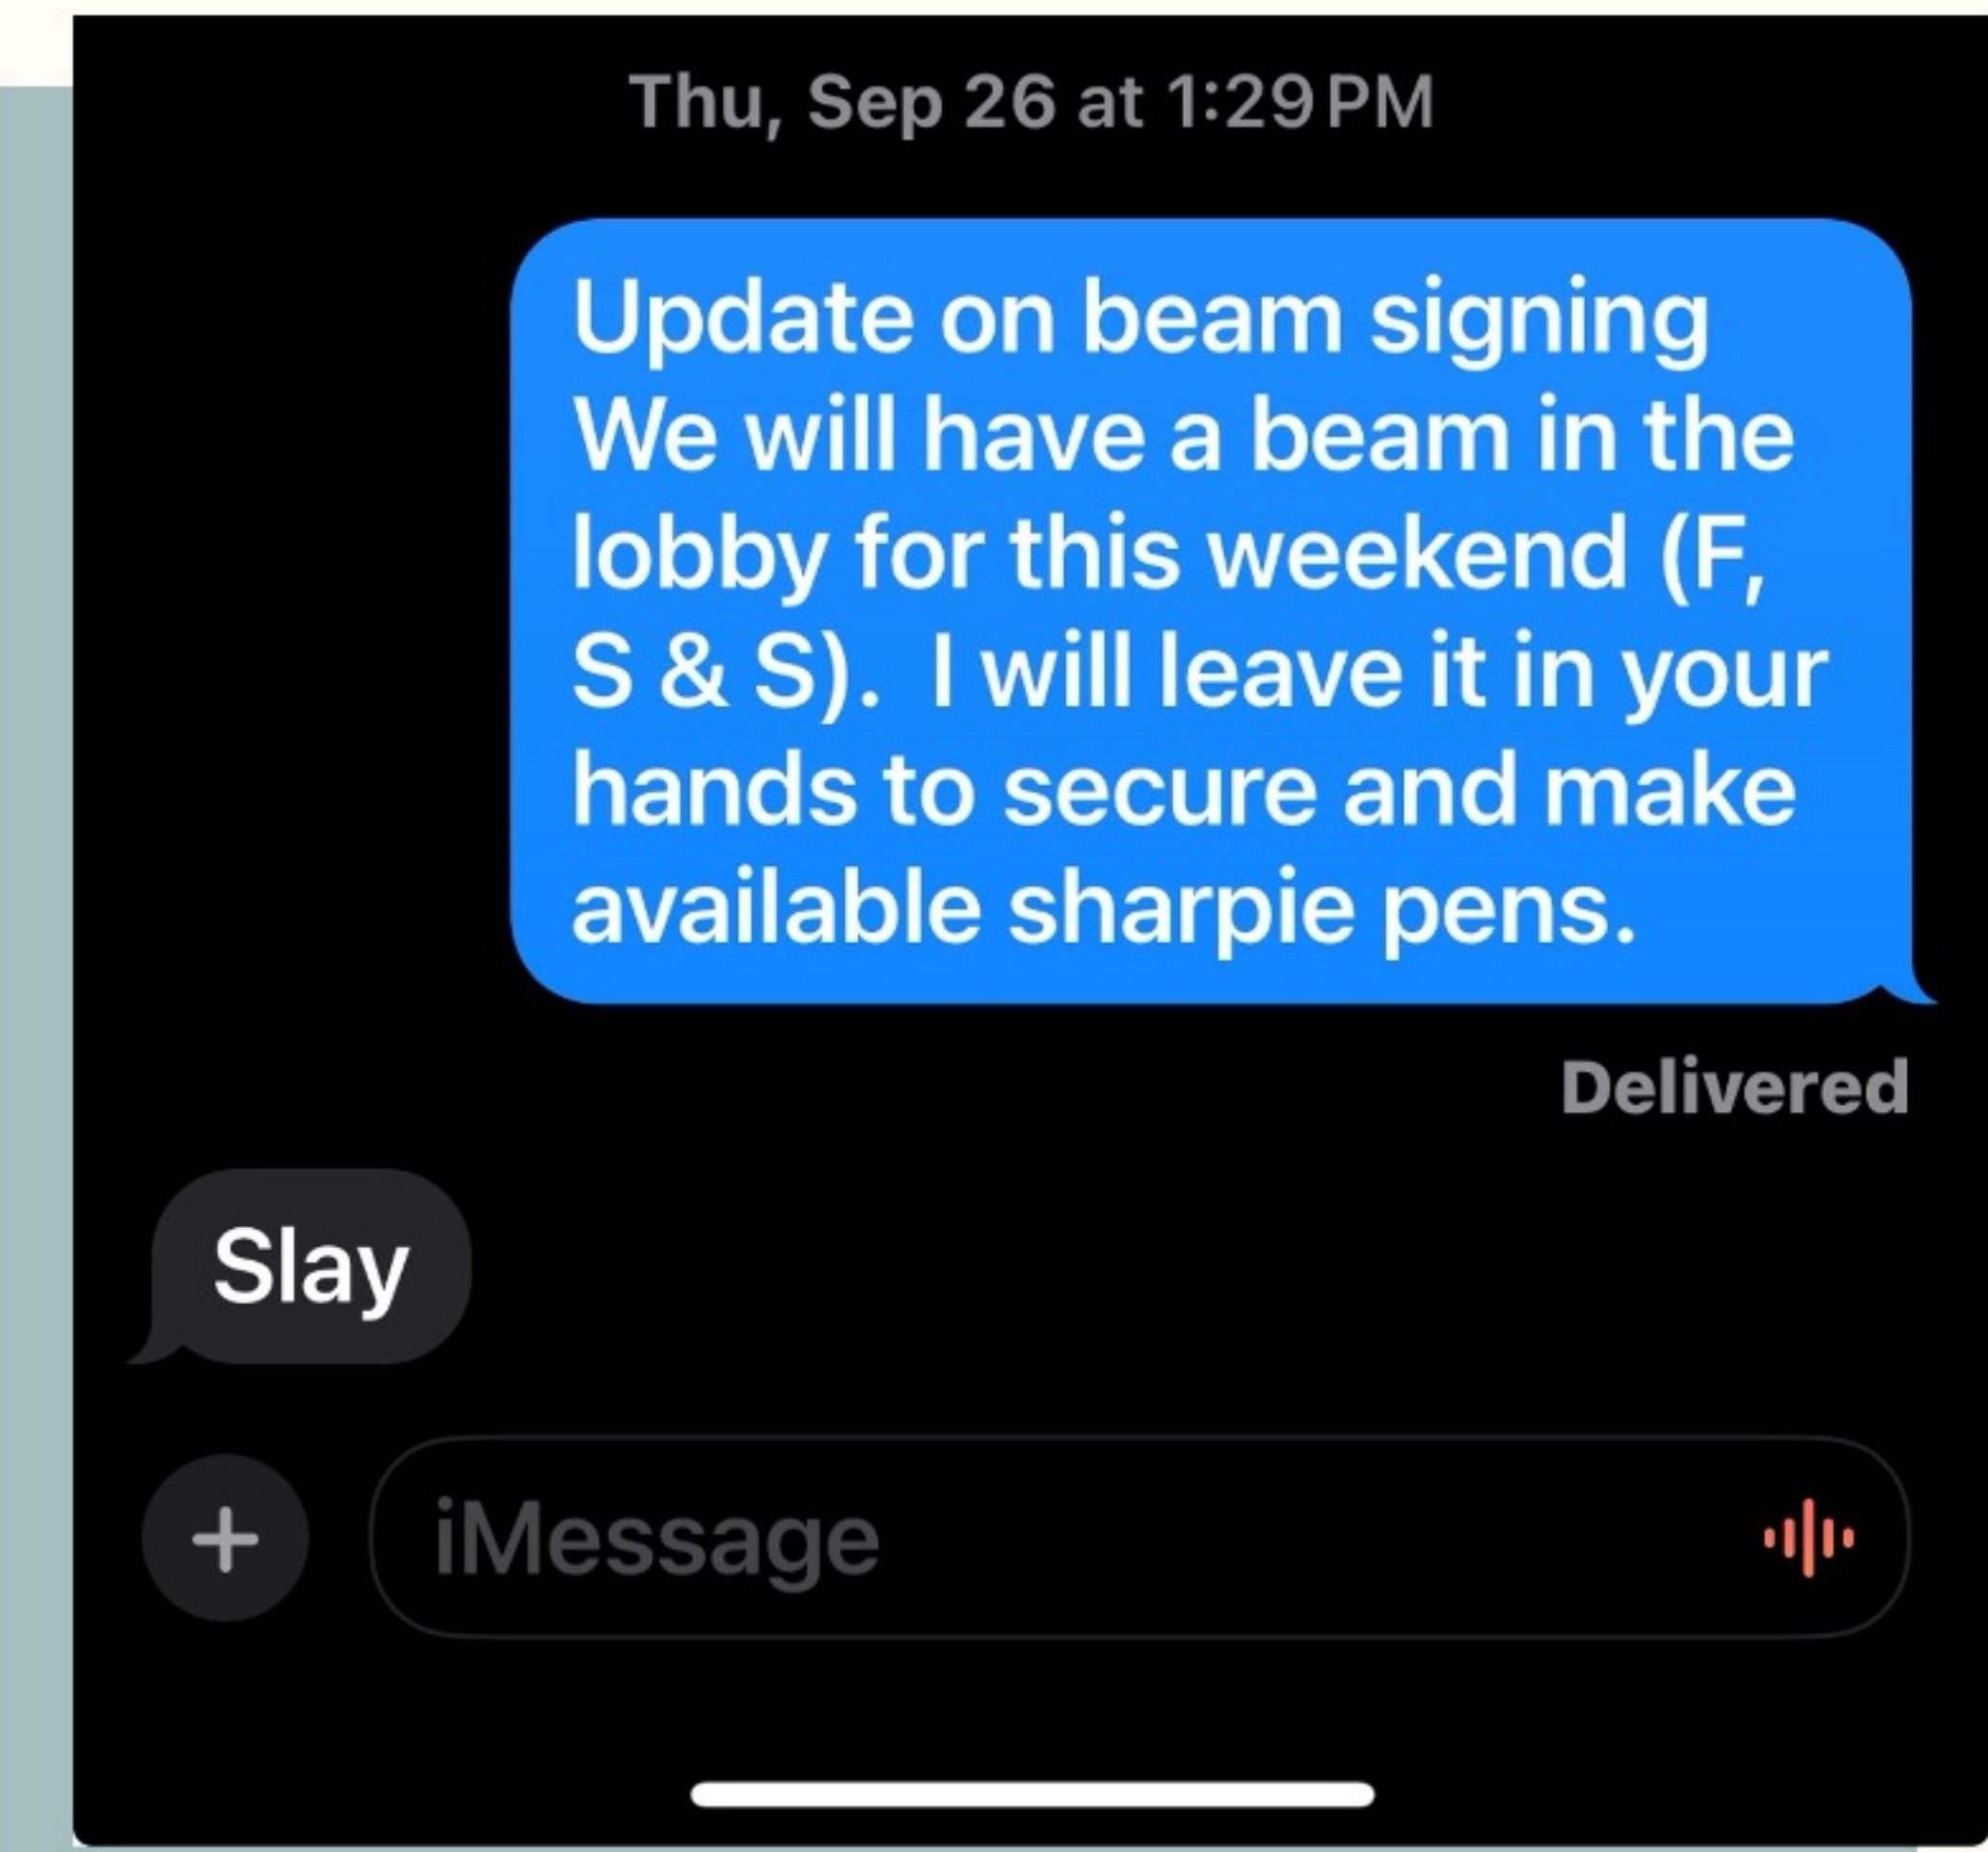 Thu, Sep 26 at 1:29 PM
Update on beam signing
We will have a beam in the
lobby for this weekend (F,
S & S).  I will leave it in your
hands to secure and make
available sharpie pens.
Delivered
Slay
iMessage